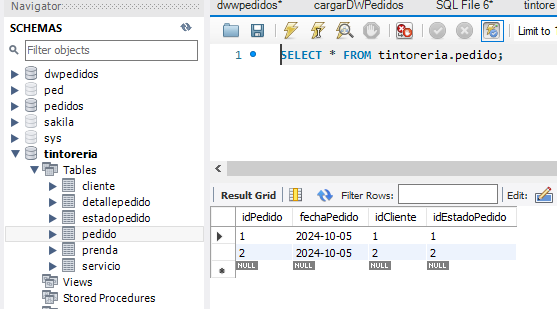 Navigator
SCHEMAS
Filter objects
dwpedidos
ped
pedidos
sakila
sys
tintoreria
Tables
cliente
detallepedido
estadopedido
pedido
prenda
servicio
Views
Stored Procedures
dwwpedidos* cargarDWPedidos SQL File 6* tintore
Limit to
1 SELECT * FROM tintoreria.pedido;
Result Grid Filter Rows: Edit:
idPedido fechaPedido idCliente idEstadoPedido
1 2024-10-05 1 1
2 2024-10-05 2 2
NULL NULL NULL NULL